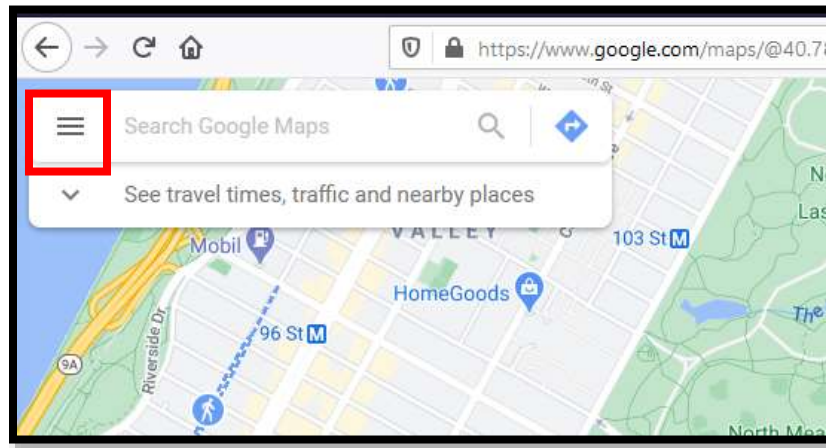 https://www.google.com/maps/@40.78
Search Google Maps
See travel times, traffic and nearby places
VALLEY
Mobil
103 St M
HomeGoods
96 St M
Riverside Dr.
9A
The
North Mea